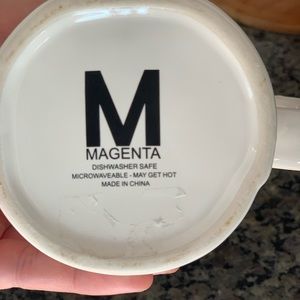 M
MAGENTA
DISHWASHER SAFE
MICROWAVEABLE - MAY GET HOT
MADE IN CHINA